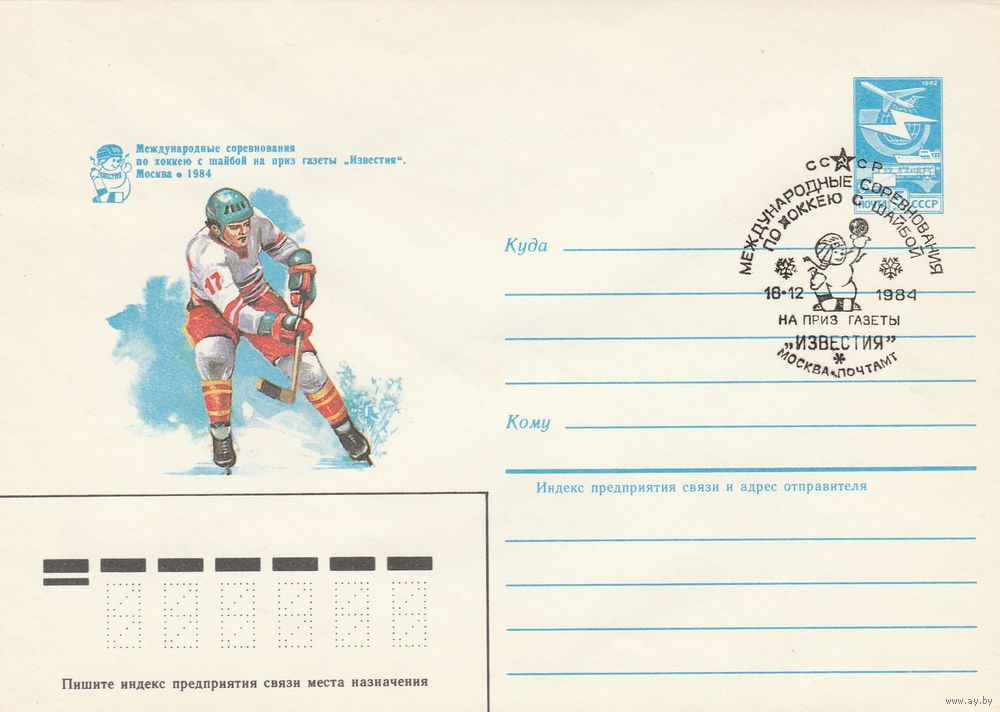 Международные соревнования
по хоккею с шайбой на приз газеты „Известия“.
Москва • 1984
17
1982
ПОЧТА СССР
СССР
МЕЖДУНАРОДНЫЕ СОРЕВНОВАНИЯ
ПО ХОККЕЮ С ШАЙБОЙ
16·12 1984
НА ПРИЗ ГАЗЕТЫ
„ИЗВЕСТИЯ"
МОСКВА·ПОЧТАМТ
Куда
Кому
Индекс предприятия связи и адрес отправителя
Пишите индекс предприятия связи места назначения
www.ay.by